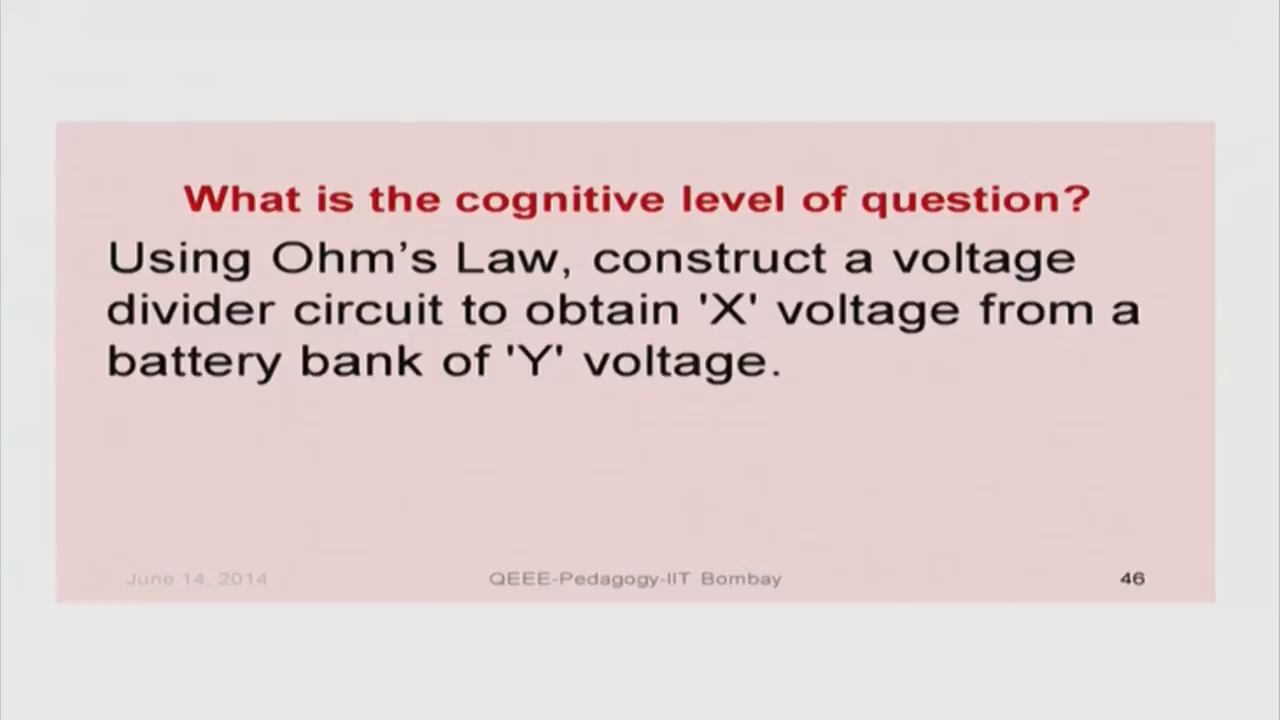 What is the cognitive level of question?
Using Ohm’s Law, construct a voltage
divider circuit to obtain 'X' voltage from a
battery bank of 'Y' voltage.
June 14, 2014 QEEE-Pedagogy-IIT Bombay 46